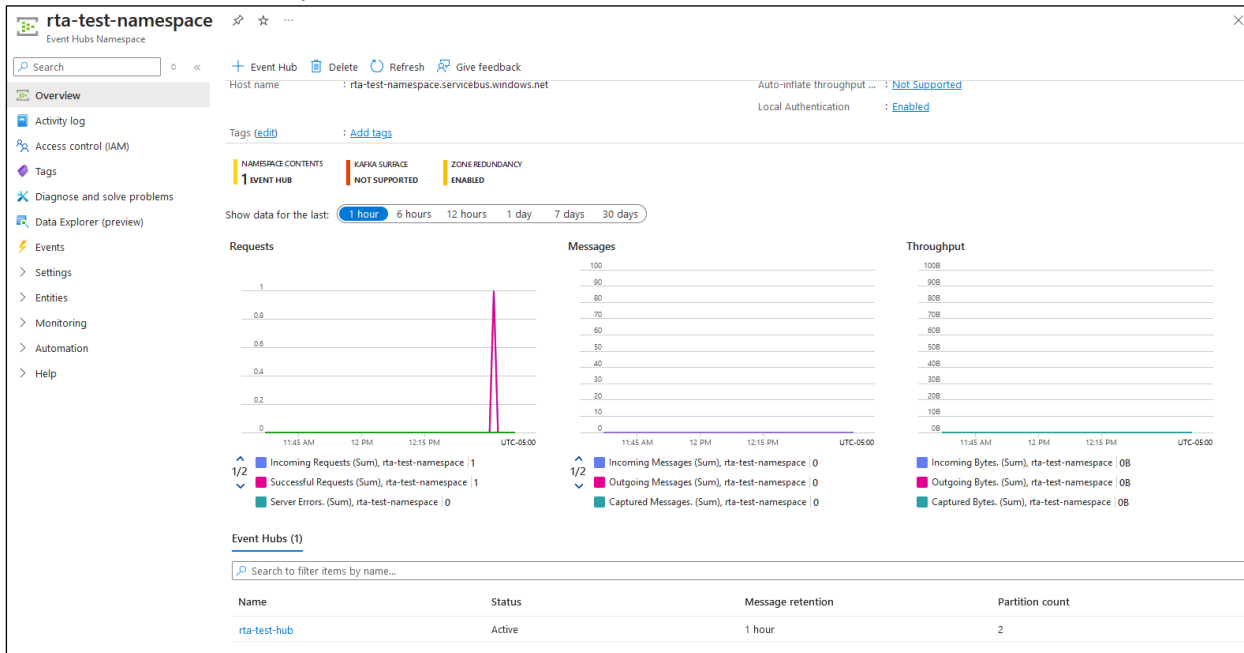 rta-test-namespace
Event Hubs Namespace
Search
Overview
Activity log
Access control (IAM)
Tags
Diagnose and solve problems
Data Explorer (preview)
Events
Settings
Entities
Monitoring
Automation
Help
Event Hub Delete Refresh Give feedback
Host name : rta-test-namespace.servicebus.windows.net
Auto-inflate throughput ... : Not Supported
Local Authentication : Enabled
Tags (edit) : Add tags
NAMESPACE CONTENTS
1 EVENT HUB
KAFKA SURFACE
NOT SUPPORTED
ZONE REDUNDANCY
ENABLED
Show data for the last: 1 hour 6 hours 12 hours 1 day 7 days 30 days
Requests
1
0.8
0.6
0.4
0.2
0
11:45 AM 12 PM 12:15 PM UTC-05:00
1/2
Incoming Requests (Sum), rta-test-namespace 1
Successful Requests (Sum), rta-test-namespace 1
Server Errors. (Sum), rta-test-namespace 0
Messages
100
90
80
70
60
50
40
30
20
10
0
11:45 AM 12 PM 12:15 PM UTC-05:00
1/2
Incoming Messages (Sum), rta-test-namespace 0
Outgoing Messages (Sum), rta-test-namespace 0
Captured Messages. (Sum), rta-test-namespace 0
Throughput
100B
90B
80B
70B
60B
50B
40B
30B
20B
10B
0B
11:45 AM 12 PM 12:15 PM UTC-05:00
Incoming Bytes. (Sum), rta-test-namespace 0B
Outgoing Bytes. (Sum), rta-test-namespace 0B
Captured Bytes. (Sum), rta-test-namespace 0B
Event Hubs (1)
Search to filter items by name...
Name Status Message retention Partition count
rta-test-hub Active 1 hour 2